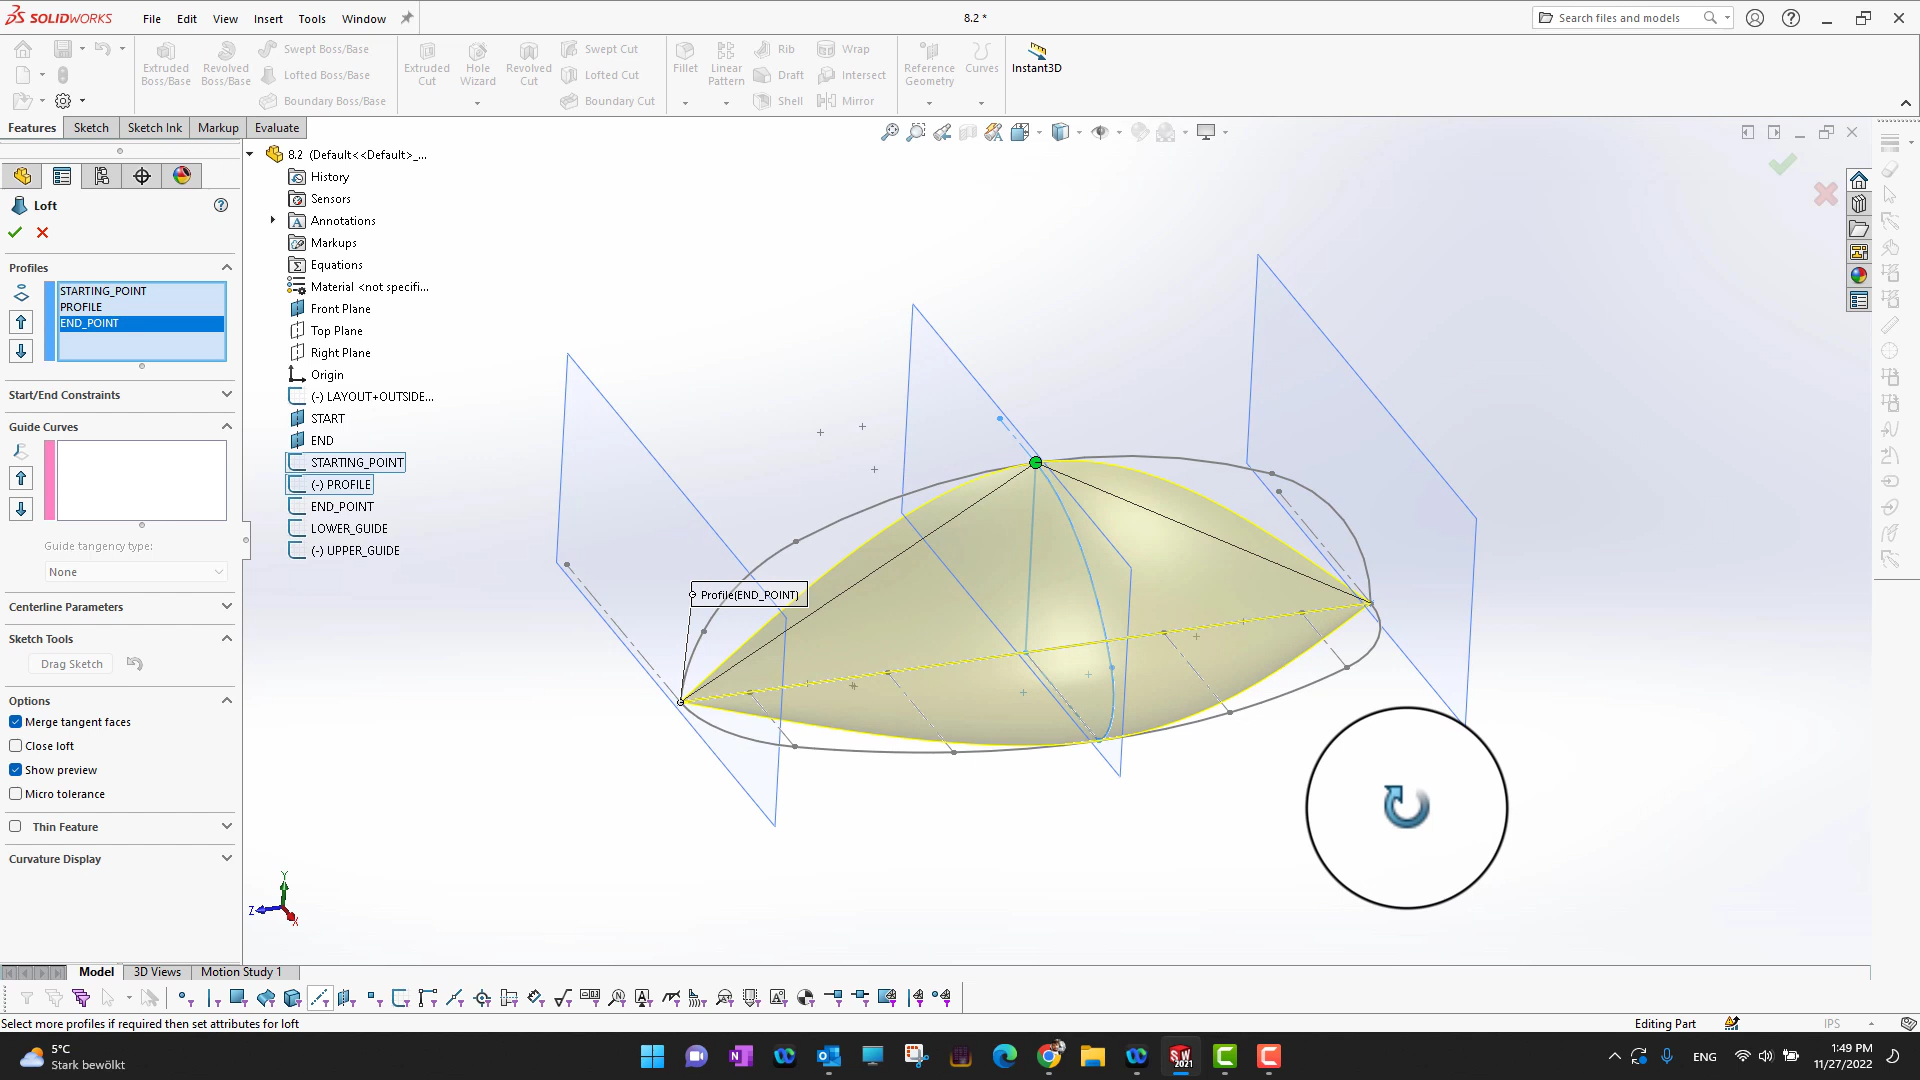 SOLIDWORKS File Edit View Insert Tools Window 8.2 * Search files and models
Extruded Boss/Base
Revolved Boss/Base
Swept Boss/Base
Lofted Boss/Base
Boundary Boss/Base
Extruded Cut
Hole Wizard
Revolved Cut
Swept Cut
Lofted Cut
Boundary Cut
Fillet
Linear Pattern
Rib
Draft
Shell
Wrap
Intersect
Mirror
Reference Geometry
Curves
Instant3D
Features Sketch Sketch Ink Markup Evaluate
Loft
Profiles
STARTING_POINT
PROFILE
END_POINT
Start/End Constraints
Guide Curves
Guide tangency type:
None
Centerline Parameters
Sketch Tools
Drag Sketch
Options
Merge tangent faces
Close loft
Show preview
Micro tolerance
Thin Feature
Curvature Display
8.2 (Default<<Default>_...
History
Sensors
Annotations
Markups
Equations
Material <not specifi...
Front Plane
Top Plane
Right Plane
Origin
(-) LAYOUT+OUTSIDE...
START
END
STARTING_POINT
(-) PROFILE
END_POINT
LOWER_GUIDE
(-) UPPER_GUIDE
Profile(END_POINT)
Y
Z
X
Model 3D Views Motion Study 1
Select more profiles if required then set attributes for loft
Editing Part
IPS
5°C
Stark bewölkt
SW
2021
ENG
1:49 PM
11/27/2022